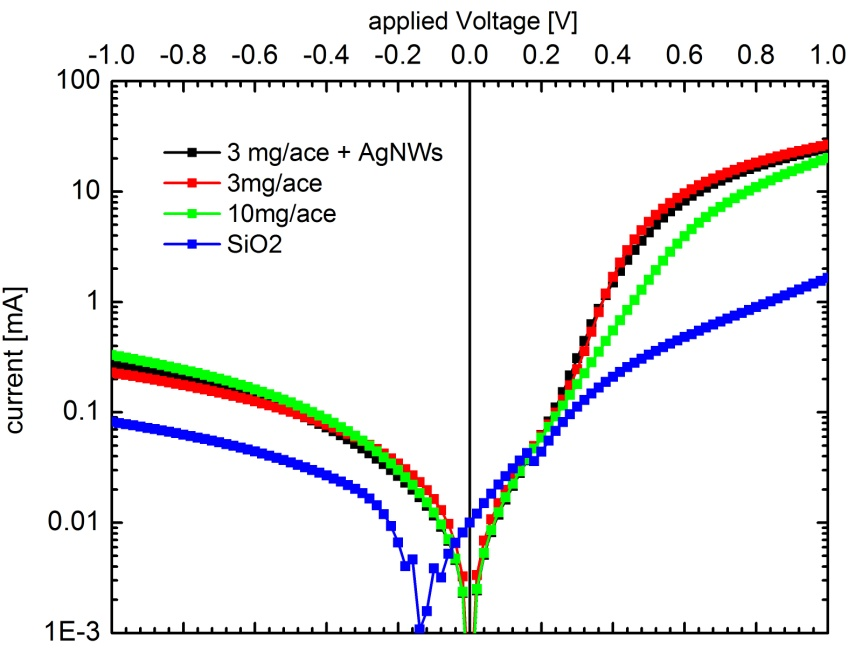 applied Voltage [V]
-1.0 -0.8 -0.6 -0.4 -0.2 0.0 0.2 0.4 0.6 0.8 1.0
100
3 mg/ace + AgNWs
3mg/ace
10
10mg/ace
SiO2
1
current [mA]
0.1
0.01
1E-3